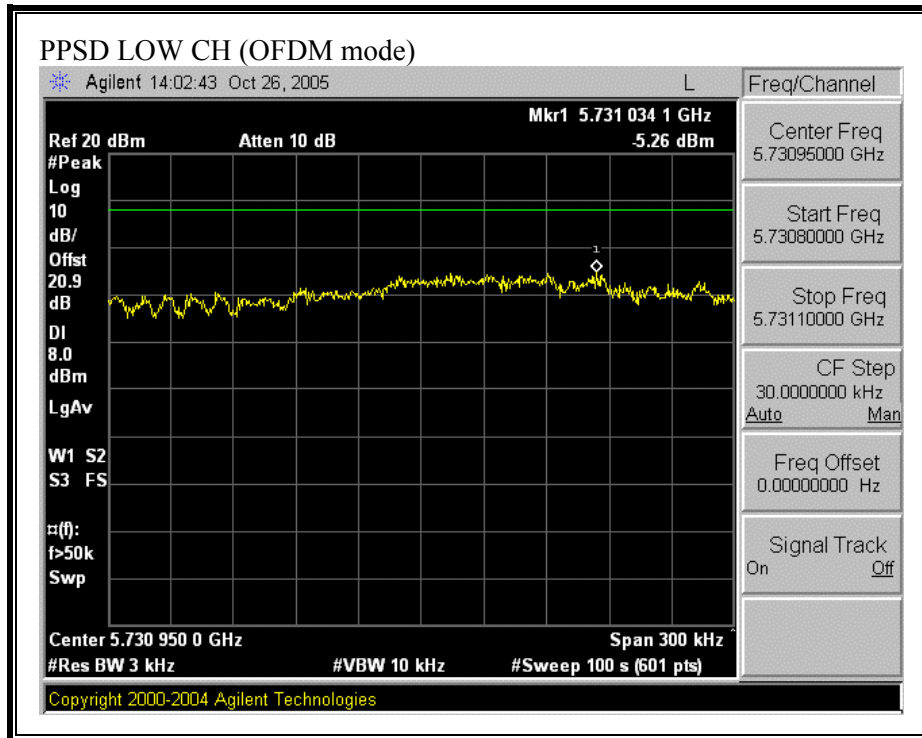 PPSD LOW CH (OFDM mode)
Agilent 14:02:43 Oct 26, 2005 L
Mkr1 5.731 034 1 GHz
Ref 20 dBm Atten 10 dB -5.26 dBm
#Peak
Log
10
dB/
Offst
20.9
dB
DI
8.0
dBm
LgAv
W1 S2
S3 FS
¤(f):
f>50k
Swp
1
Center 5.730 950 0 GHz Span 300 kHz
#Res BW 3 kHz #VBW 10 kHz #Sweep 100 s (601 pts)
Copyright 2000-2004 Agilent Technologies
Freq/Channel
Center Freq
5.73095000 GHz
Start Freq
5.73080000 GHz
Stop Freq
5.73110000 GHz
CF Step
30.0000000 kHz
Auto Man
Freq Offset
0.00000000 Hz
Signal Track
On Off